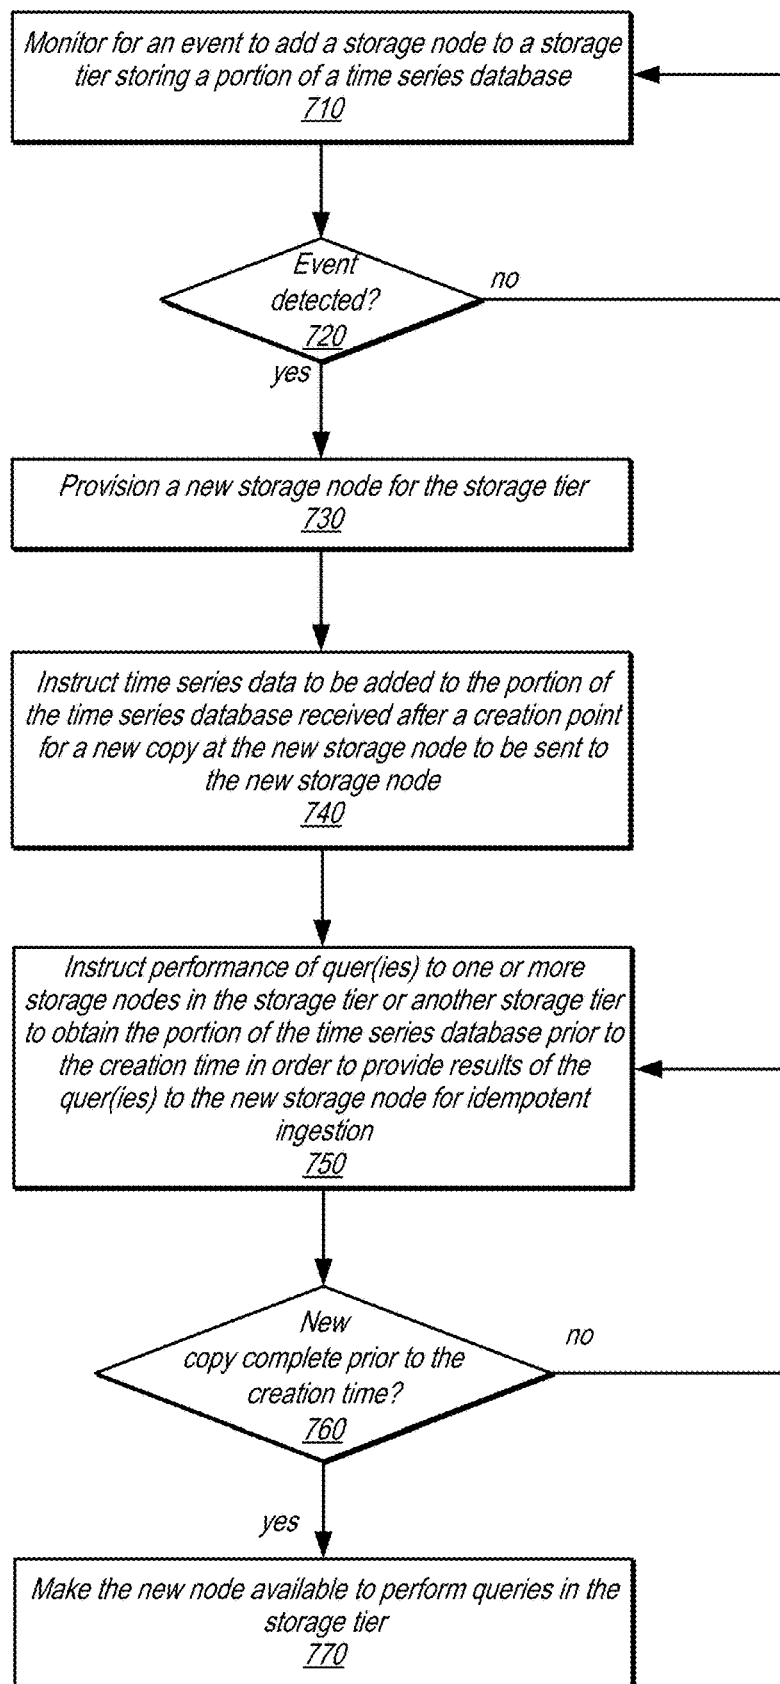 Monitor for an event to add a storage node to a storage
tier storing a portion of a time series database
710
Event
detected?
720
no
yes
Provision a new storage node for the storage tier
730
Instruct time series data to be added to the portion of
the time series database received after a creation point
for a new copy at the new storage node to be sent to
the new storage node
740
Instruct performance of quer(ies) to one or more
storage nodes in the storage tier or another storage tier
to obtain the portion of the time series database prior to
the creation time in order to provide results of the
quer(ies) to the new storage node for idempotent
ingestion
750
New
copy complete prior to the
creation time?
760
no
yes
Make the new node available to perform queries in the
storage tier
770